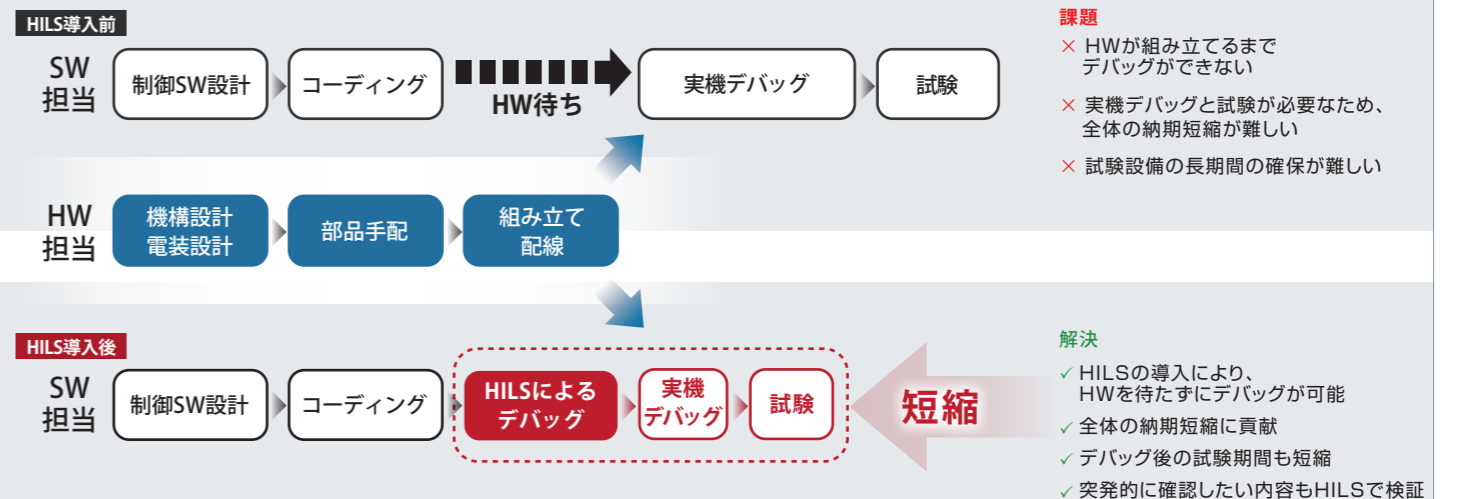 HILS導入前
SW
担当
制御SW設計
コーディング
HW待ち
実機デバッグ
試験
課題
× HWが組み立てるまで
デバッグができない
× 実機デバッグと試験が必要なため、
全体の納期短縮が難しい
× 試験設備の長期間の確保が難しい
HW
担当
機構設計
電装設計
部品手配
組み立て
配線
HILS導入後
SW
担当
制御SW設計
コーディング
HILSによる
デバッグ
実機
デバッグ
試験
短縮
解決
✓ HILSの導入により、
HWを待たずにデバッグが可能
✓ 全体の納期短縮に貢献
✓ デバッグ後の試験期間も短縮
✓ 突発的に確認したい内容もHILSで検証